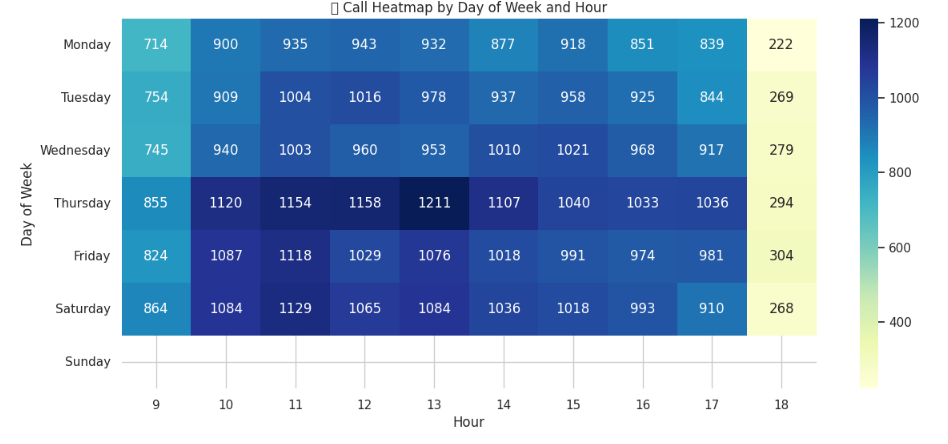 Call Heatmap by Day of Week and Hour
Monday 714 900 935 943 932 877 918 851 839 222
Tuesday 754 909 1004 1016 978 937 958 925 844 269
Wednesday 745 940 1003 960 953 1010 1021 968 917 279
Thursday 855 1120 1154 1158 1211 1107 1040 1033 1036 294
Friday 824 1087 1118 1029 1076 1018 991 974 981 304
Saturday 864 1084 1129 1065 1084 1036 1018 993 910 268
Sunday
9 10 11 12 13 14 15 16 17 18
Hour
Day of Week
1200
1000
800
600
400